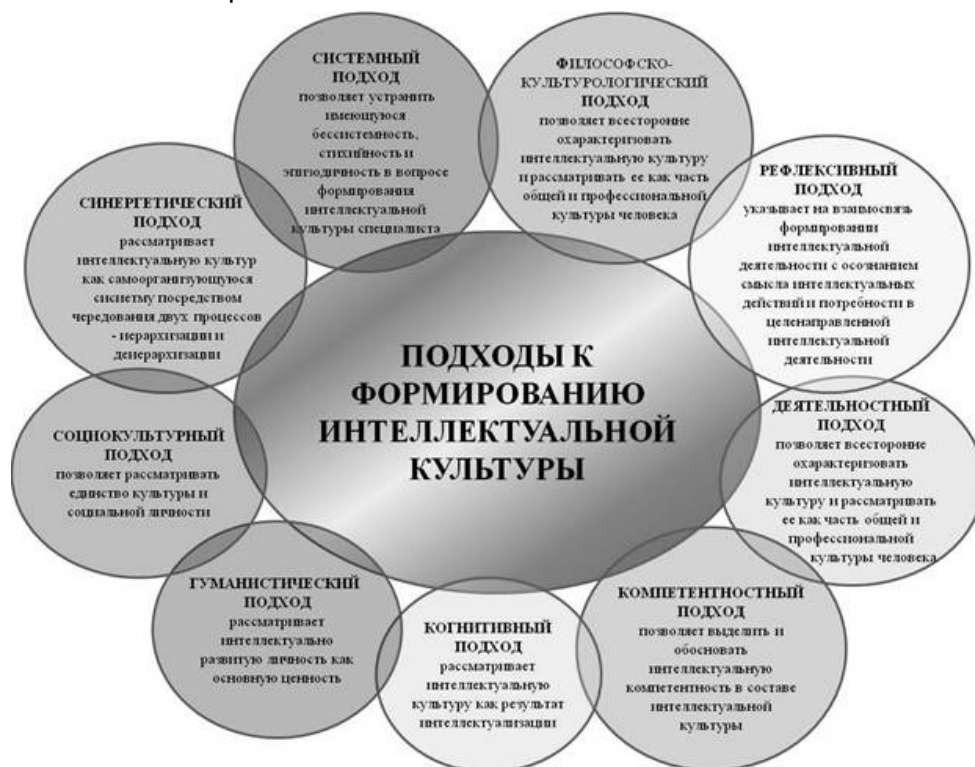 СИСТЕМНЫЙ
ПОДХОД
позволяет устранить
имеющуюся
бессистемность,
стихийность и
эпизодичность в вопросе
формирования
интеллектуальной
культуры специалиста
ФИЛОСОФСКО-
КУЛЬТУРОЛОГИЧЕСКИЙ
ПОДХОД
позволяет всесторонне
охарактеризовать
интеллектуальную культуру
и рассматривать ее как часть
общей и профессиональной
культуры человека
РЕФЛЕКСИВНЫЙ
ПОДХОД
указывает на взаимосвязь
формировании
интеллектуальной
деятельности с осознанием
смысла интеллектуальных
действий и потребности в
целенаправленной
интеллектуальной
деятельности
ДЕЯТЕЛЬНОСТНЫЙ
ПОДХОД
позволяет всесторонне
охарактеризовать
интеллектуальную
культуру и рассматривать
ее как часть общей и
профессиональной
культуры человека
КОМПЕТЕНТНОСТНЫЙ
ПОДХОД
позволяет выделить и
обосновать
интеллектуальную
компетентность в составе
интеллектуальной
культуры
КОГНИТИВНЫЙ
ПОДХОД
рассматривает
интеллектуальную
культуру как результат
интеллектуализации
ГУМАНИСТИЧЕСКИЙ
ПОДХОД
рассматривает
интеллектуально
развитую личность как
основную ценность
СОЦИОКУЛЬТУРНЫЙ
ПОДХОД
позволяет рассматривать
единство культуры и
социальной личности
СИНЕРГЕТИЧЕСКИЙ
ПОДХОД
рассматривает
интеллектуальную культур
как самоорганизующуюся
сисиетму посредством
чередования двух процессов
- иерархизации и
деиерархизации
ПОДХОДЫ К
ФОРМИРОВАНИЮ
ИНТЕЛЛЕКТУАЛЬНОЙ
КУЛЬТУРЫ